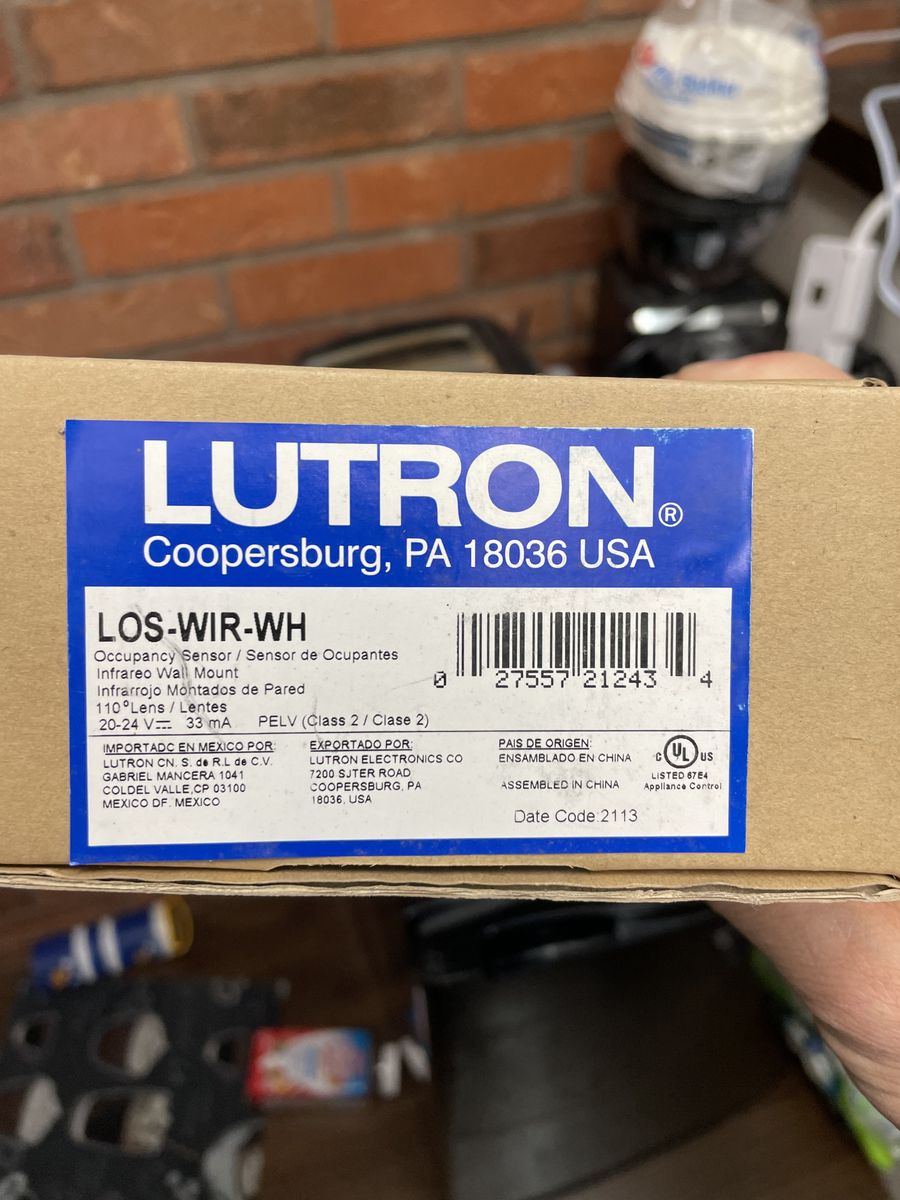 LUTRON®
Coopersburg, PA 18036 USA
LOS-WIR-WH
Occupancy Sensor / Sensor de Ocupantes
Infrareo Wall Mount
Infrarrojo Montados de Pared
110° Lens / Lentes
20-24 V⎓ 33 mA PELV (Class 2 / Clase 2)
0 27557 21243 4
IMPORTADC EN MEXICO POR:
LUTRON CN. S. de R.L de C.V.
GABRIEL MANCERA 1041
COLDEL VALLE,CP 03100
MEXICO DF. MEXICO
EXPORTADO POR:
LUTRON ELECTRONICS CO
7200 SJTER ROAD
COOPERSBURG, PA
18036. USA
PAIS DE ORIGEN:
ENSAMBLADO EN CHINA
ASSEMBLED IN CHINA
C UL US
LISTED 67E4
Appliance Control
Date Code:2113